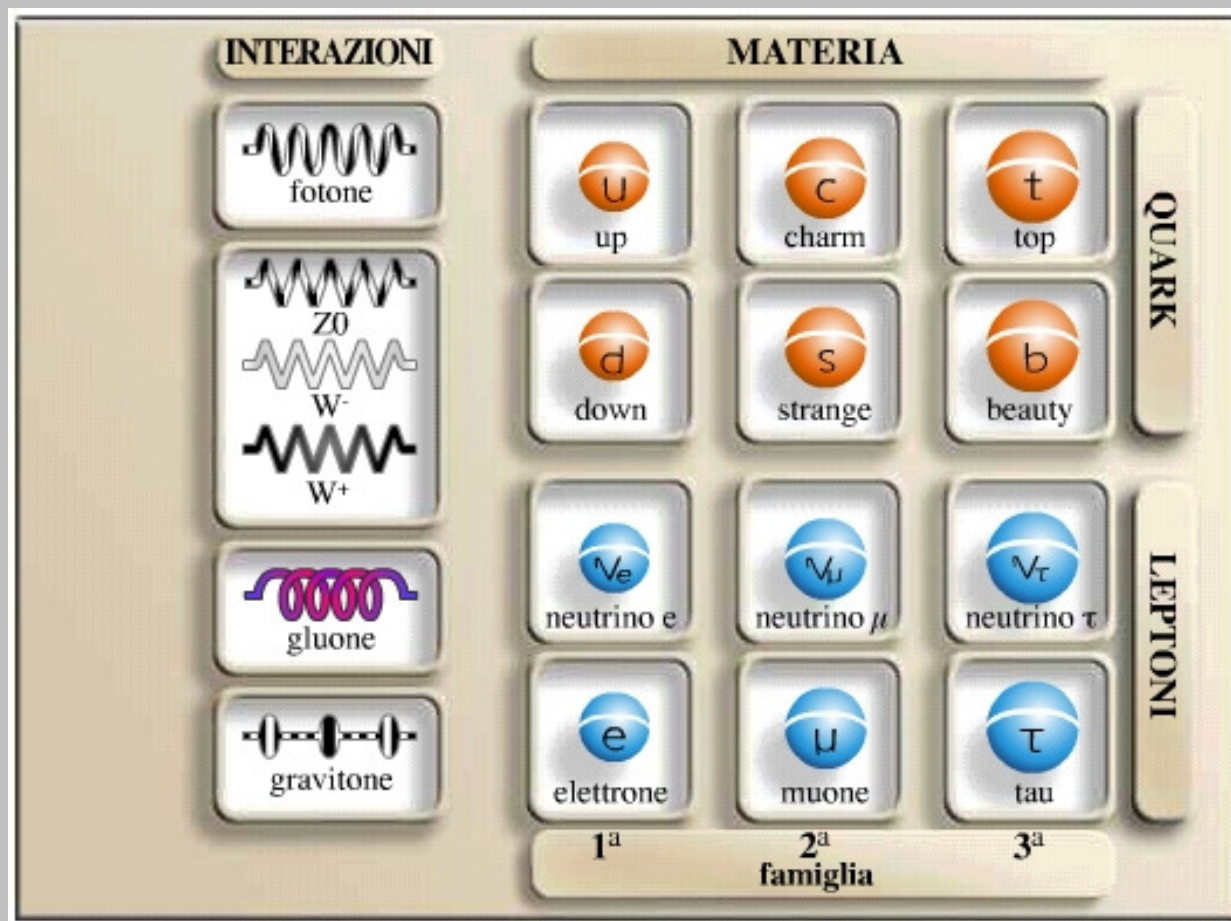 INTERAZIONI
fotone
Z0
W-
W+
gluone
gravitone
MATERIA
u c t
up charm top
d s b
down strange beauty
QUARK
νe νμ ντ
neutrino e neutrino μ neutrino τ
e μ τ
elettrone muone tau
LEPTONI
1a 2a 3a
famiglia